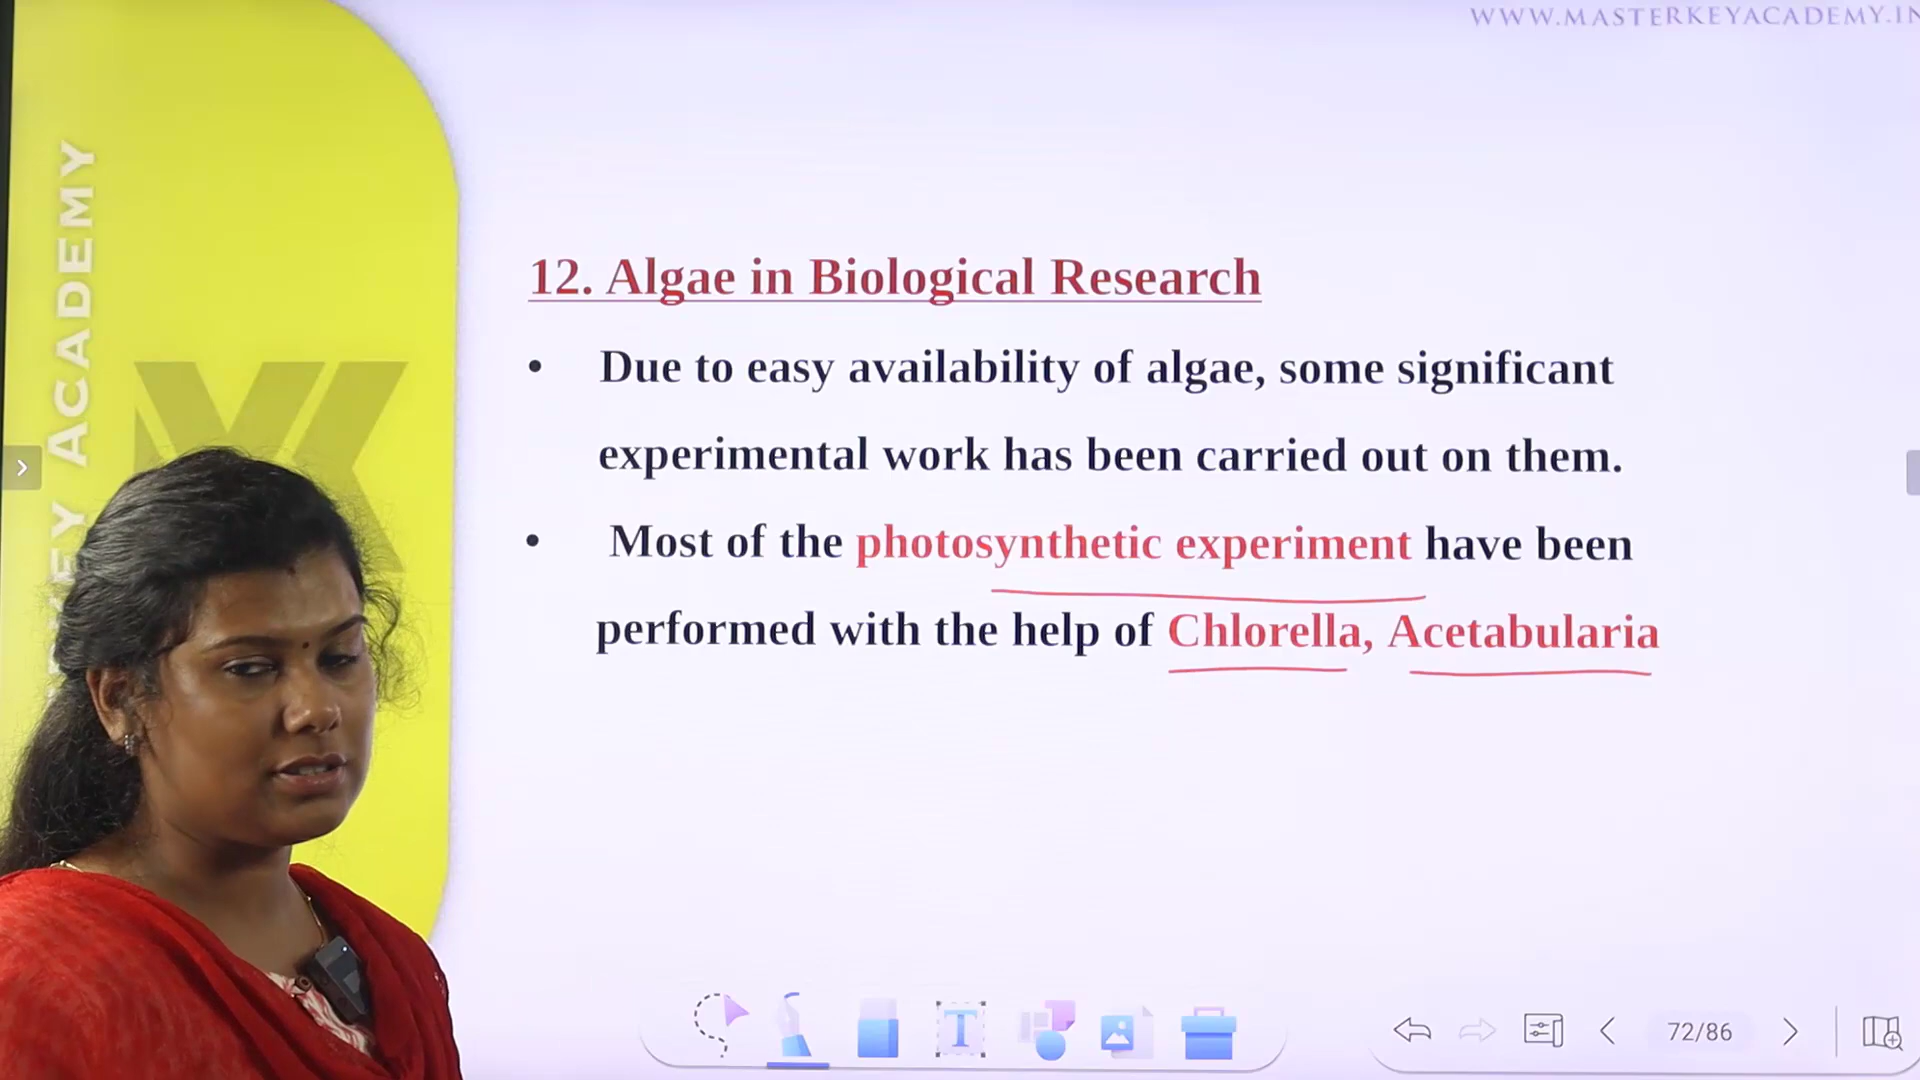 WWW.MASTERKEYACADEMY.IN
KEY ACADEMY
12. Algae in Biological Research
• Due to easy availability of algae, some significant
experimental work has been carried out on them.
• Most of the photosynthetic experiment have been
performed with the help of Chlorella, Acetabularia
T
72/86